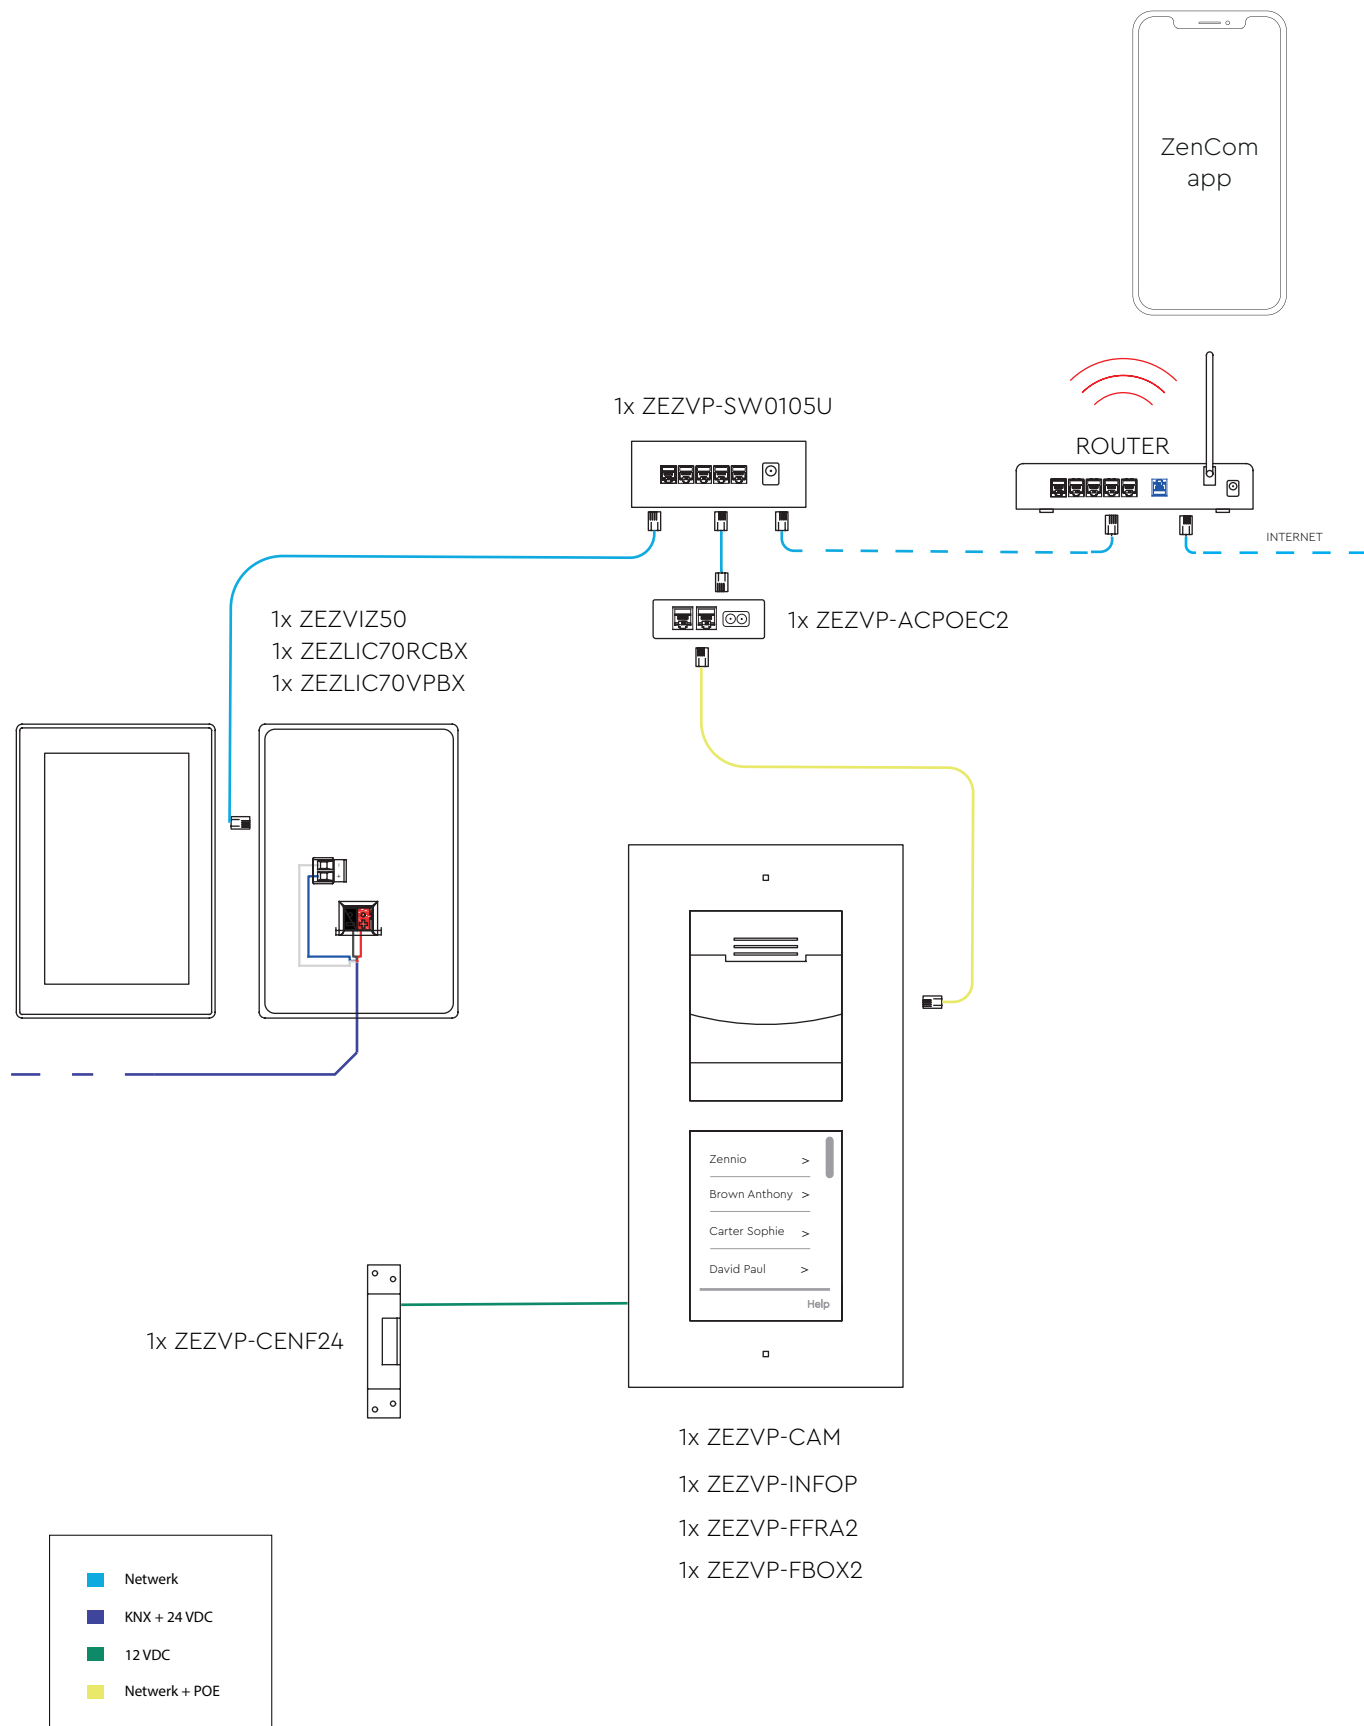 ZenCom
app
1x ZEZVP-SW0105U
ROUTER
INTERNET
1x ZEZVIZ50
1x ZEZLIC70RCBX
1x ZEZLIC70VPBX
1x ZEZVP-ACPOEC2
-
+
Zennio >
Brown Anthony >
Carter Sophie >
David Paul >
Help
1x ZEZVP-CENF24
1x ZEZVP-CAM
1x ZEZVP-INFOP
1x ZEZVP-FFRA2
1x ZEZVP-FBOX2
Netwerk
KNX + 24 VDC
12 VDC
Netwerk + POE